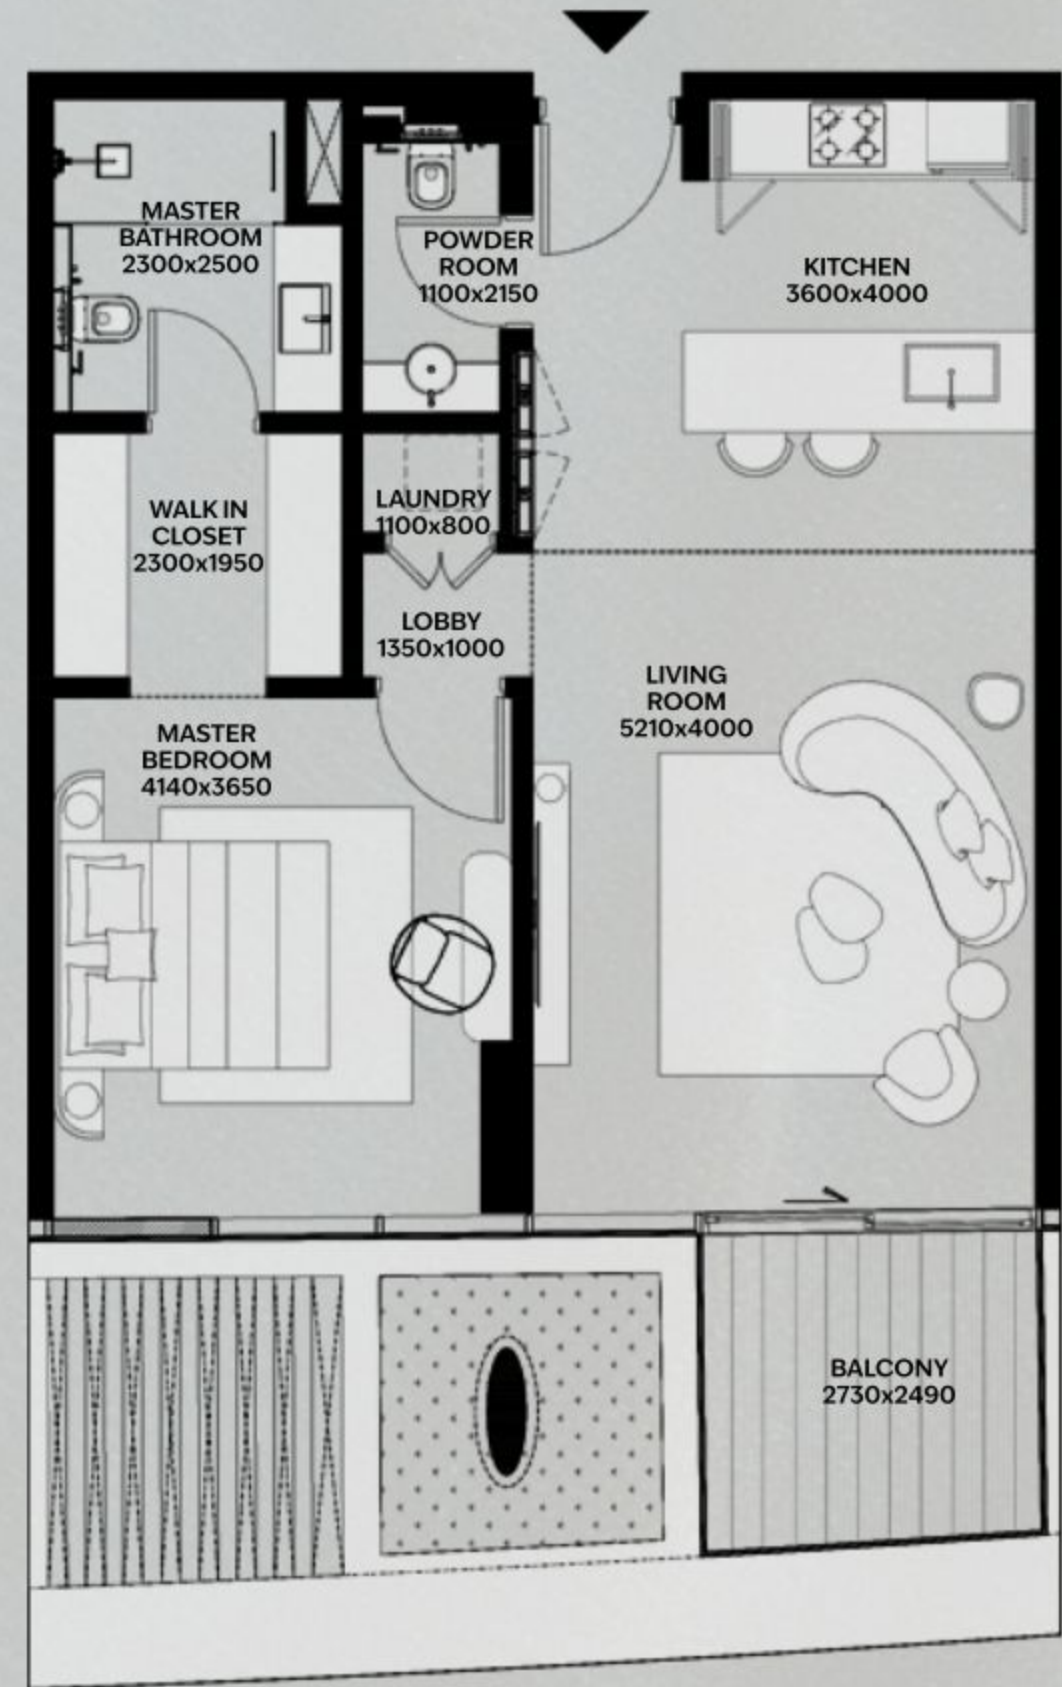 MASTER
BATHROOM
2300x2500
POWDER
ROOM
1100x2150
KITCHEN
3600x4000
WALK IN
CLOSET
2300x1950
LAUNDRY
1100x800
LOBBY
1350x1000
LIVING
ROOM
5210x4000
MASTER
BEDROOM
4140x3650
BALCONY
2730x2490